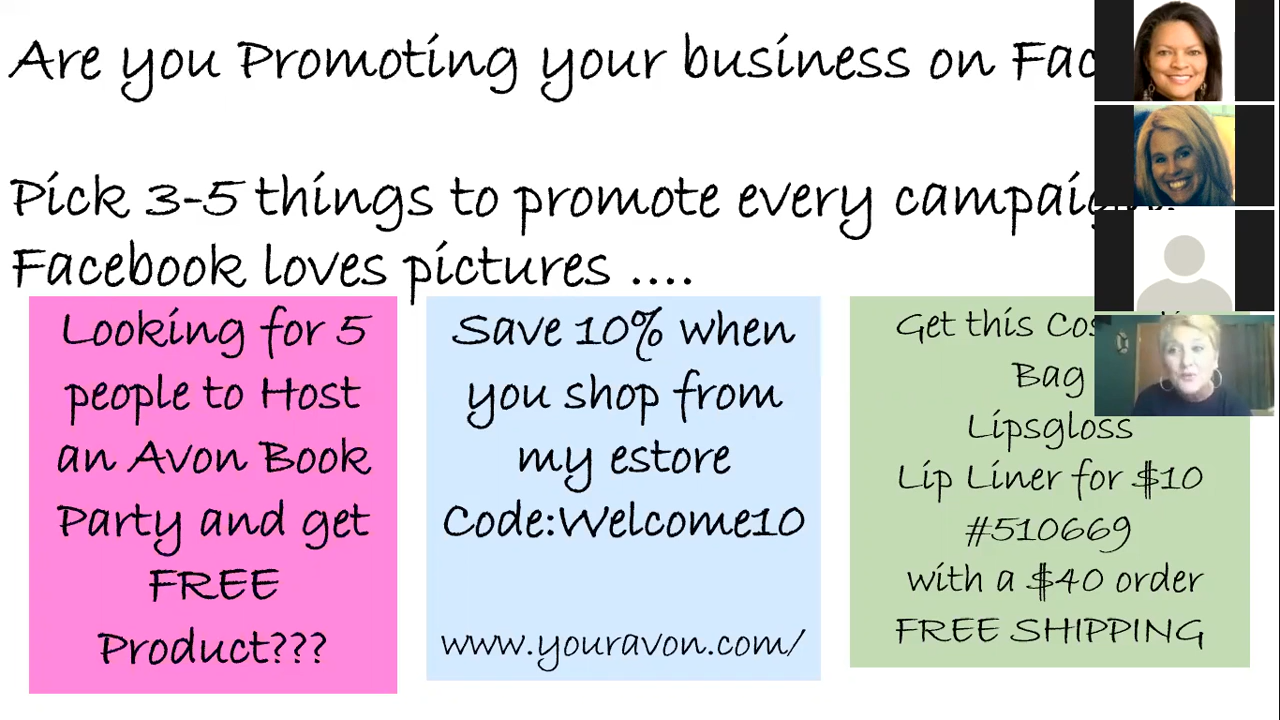 Are you Promoting your business on
Pick 3-5 things to promote every campaign
Facebook loves pictures ....
Looking for 5
people to Host
an Avon Book
Party and get
FREE
Product???
Save 10% when
you shop from
my estore
Code:Welcome10
www.youravon.com/
Get this
Bag
Lipsgloss
Lip Liner for $10
#510669
with a $40 order
FREE SHIPPING